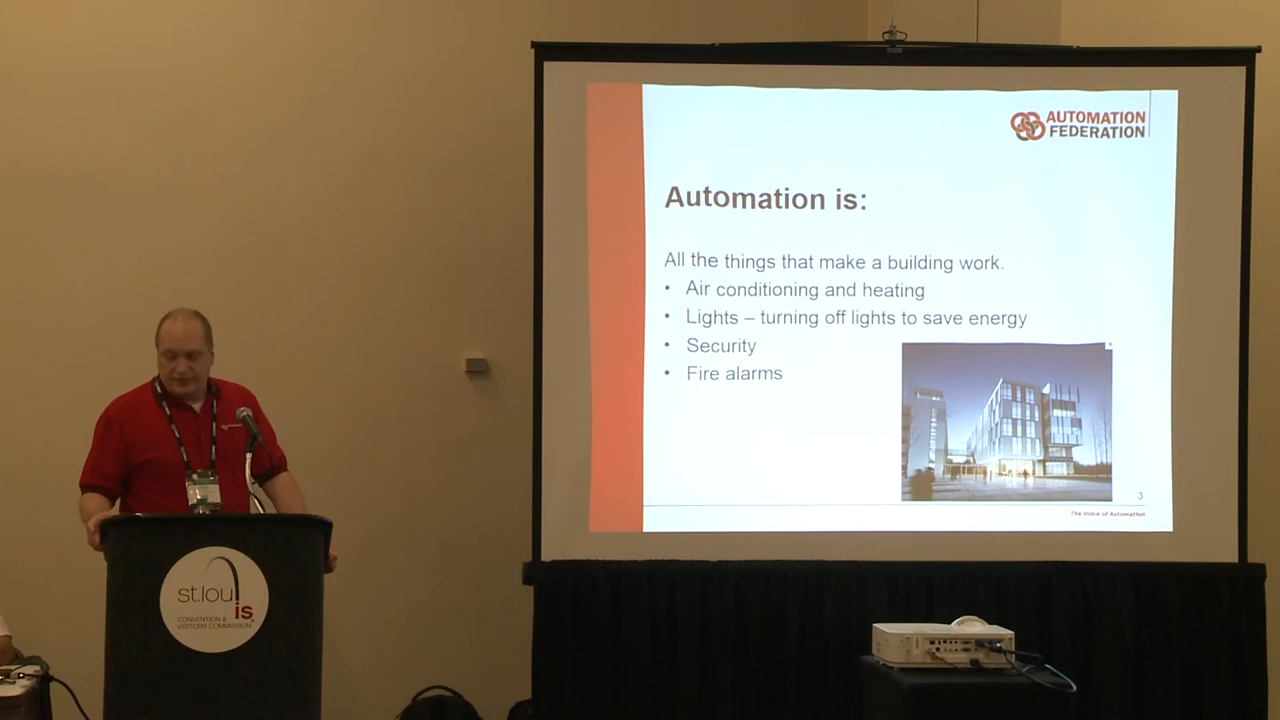 AUTOMATION
FEDERATION
Automation is:
All the things that make a building work.
• Air conditioning and heating
• Lights – turning off lights to save energy
• Security
• Fire alarms
3
The Voice of Automation
st.louis
CONVENTION &
VISITORS COMMISSION